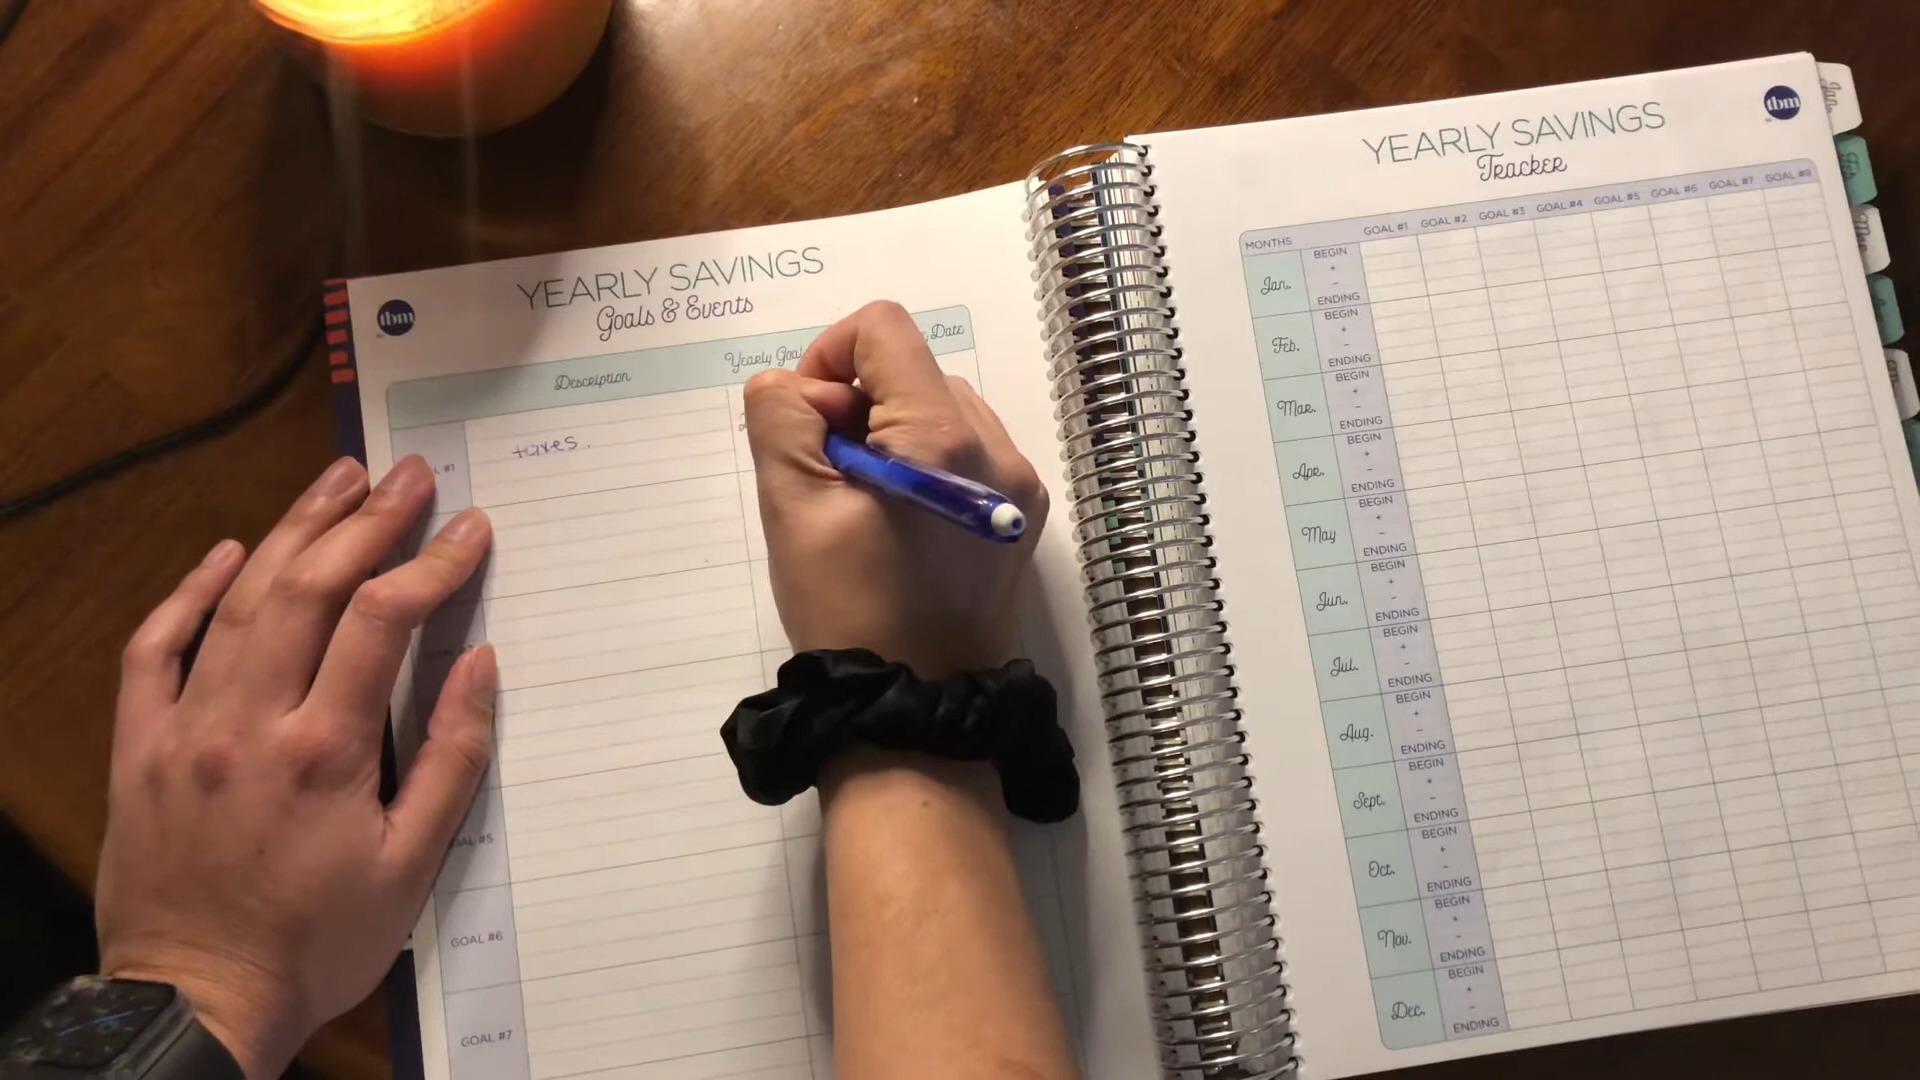 YEARLY SAVINGS
Goals & Events
tbm
Description
Yearly Goal
Date
taxes.
GOAL #6
GOAL #7
YEARLY SAVINGS
Tracker
tbm
MONTHS GOAL #1 GOAL #2 GOAL #3 GOAL #4 GOAL #5 GOAL #6 GOAL #7 GOAL #8
Jan.
BEGIN
+
-
ENDING
Feb.
BEGIN
+
-
ENDING
Mar.
BEGIN
+
-
ENDING
Apr.
BEGIN
+
-
ENDING
May
BEGIN
+
-
ENDING
Jun.
BEGIN
+
-
ENDING
Jul.
BEGIN
+
-
ENDING
Aug.
BEGIN
+
-
ENDING
Sept.
BEGIN
+
-
ENDING
Oct.
BEGIN
+
-
ENDING
Nov.
BEGIN
+
-
ENDING
Dec.
BEGIN
+
-
ENDING
Jan.
Feb.
Mar.